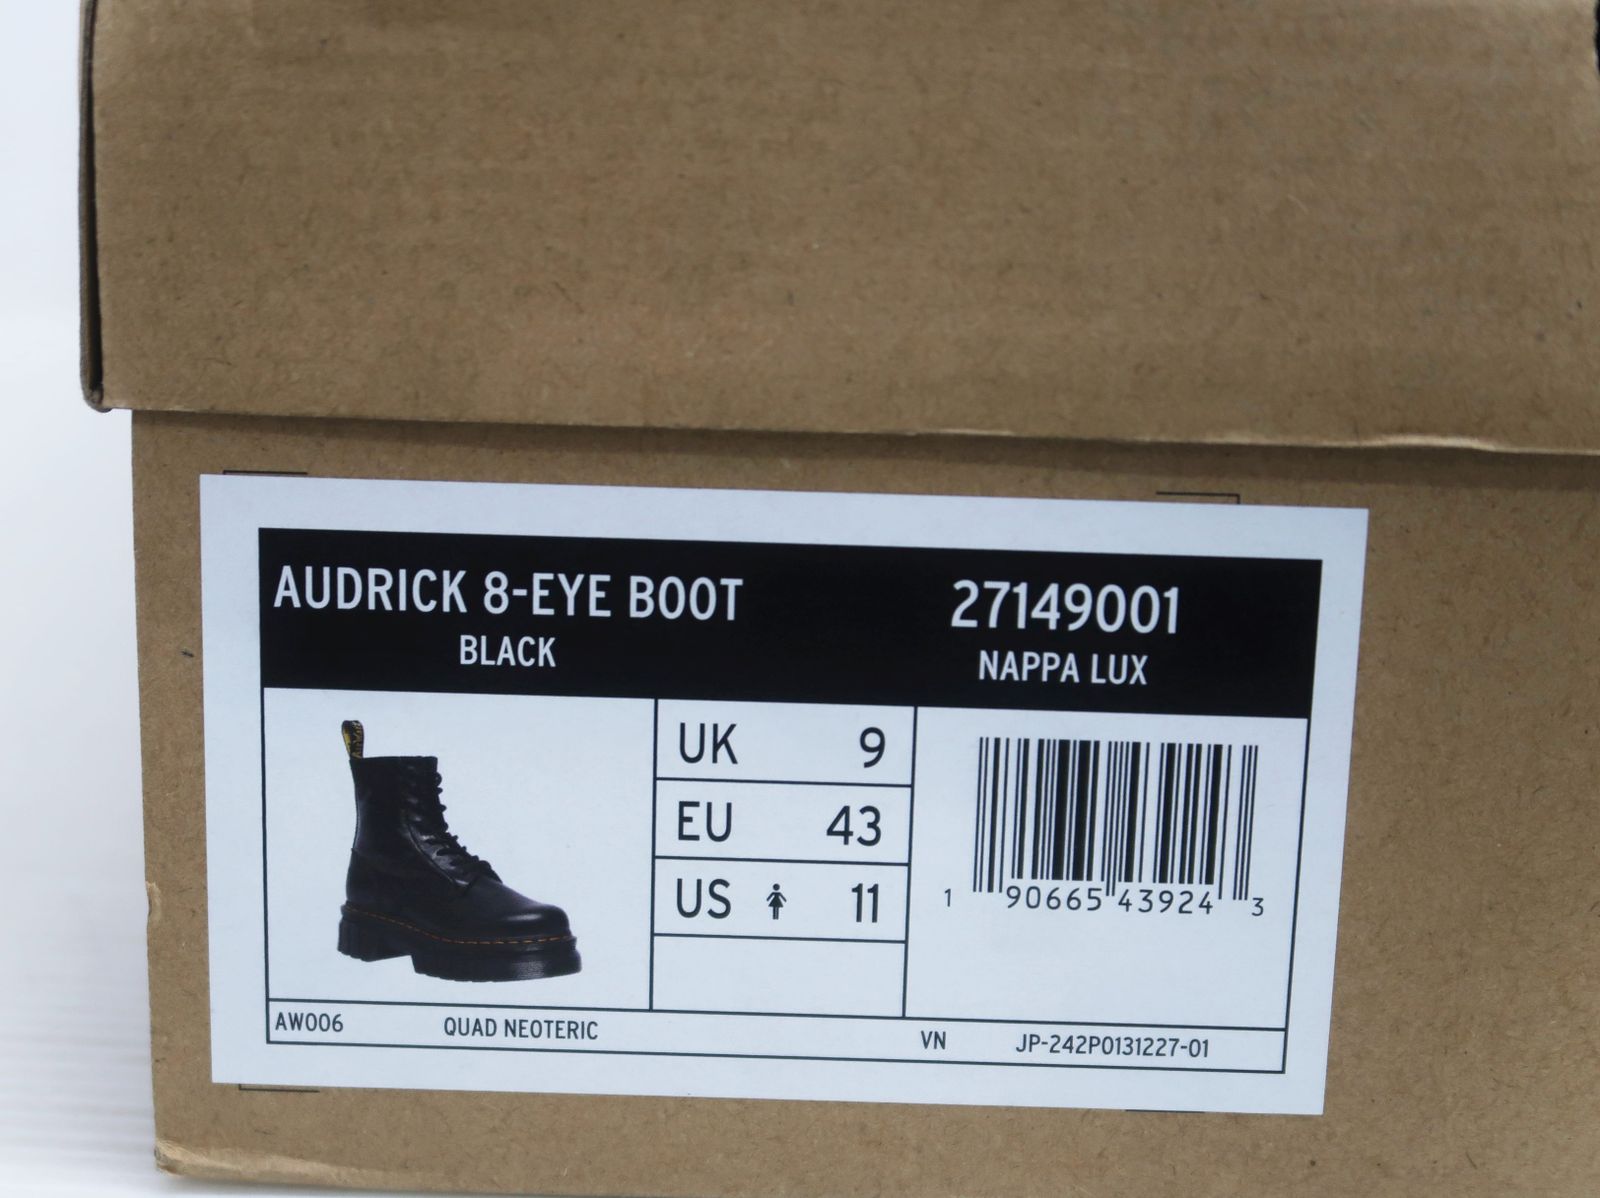 AUDRICK 8-EYE BOOT
BLACK
27149001
NAPPA LUX
UK 9
EU 43
US 11
1 90665 43924 3
AW006 QUAD NEOTERIC VN JP-242P0131227-01